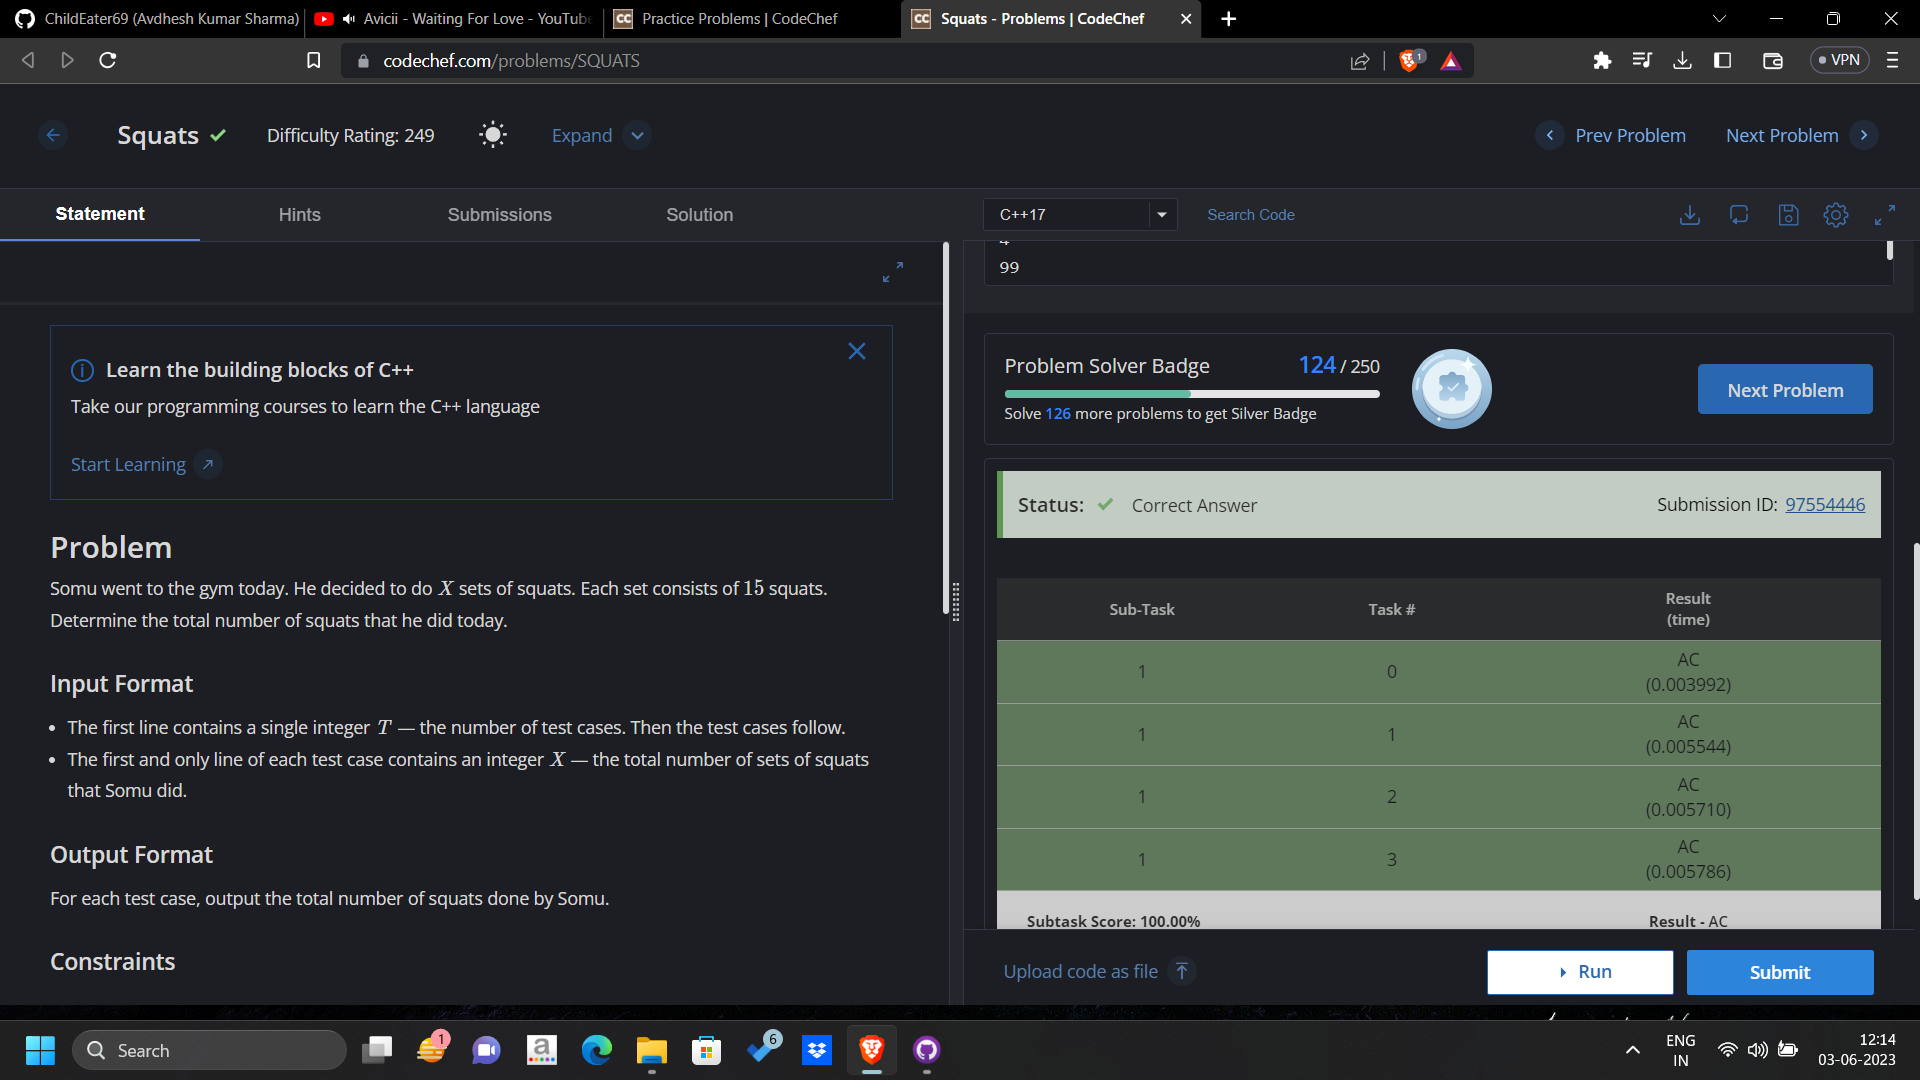 ChildEater69 (Avdhesh Kumar Sharma)
Avicii - Waiting For Love - YouTube
CC Practice Problems | CodeChef
CC Squats - Problems | CodeChef
codechef.com/problems/SQUATS
1
VPN
Squats
Difficulty Rating: 249
Expand
Prev Problem
Next Problem
Statement
Hints
Submissions
Solution
Learn the building blocks of C++
Take our programming courses to learn the C++ language
Start Learning
Problem
Somu went to the gym today. He decided to do X sets of squats. Each set consists of 15 squats.
Determine the total number of squats that he did today.
Input Format
• The first line contains a single integer T — the number of test cases. Then the test cases follow.
• The first and only line of each test case contains an integer X — the total number of sets of squats
that Somu did.
Output Format
For each test case, output the total number of squats done by Somu.
Constraints
C++17
Search Code
99
Problem Solver Badge
124 / 250
Solve 126 more problems to get Silver Badge
Next Problem
Status:
Correct Answer
Submission ID: 97554446
Sub-Task
Task #
Result
(time)
1
0
AC
(0.003992)
1
1
AC
(0.005544)
1
2
AC
(0.005710)
1
3
AC
(0.005786)
Subtask Score: 100.00%
Result - AC
Upload code as file
Run
Submit
Search
1
a
6
ENG
IN
12:14
03-06-2023